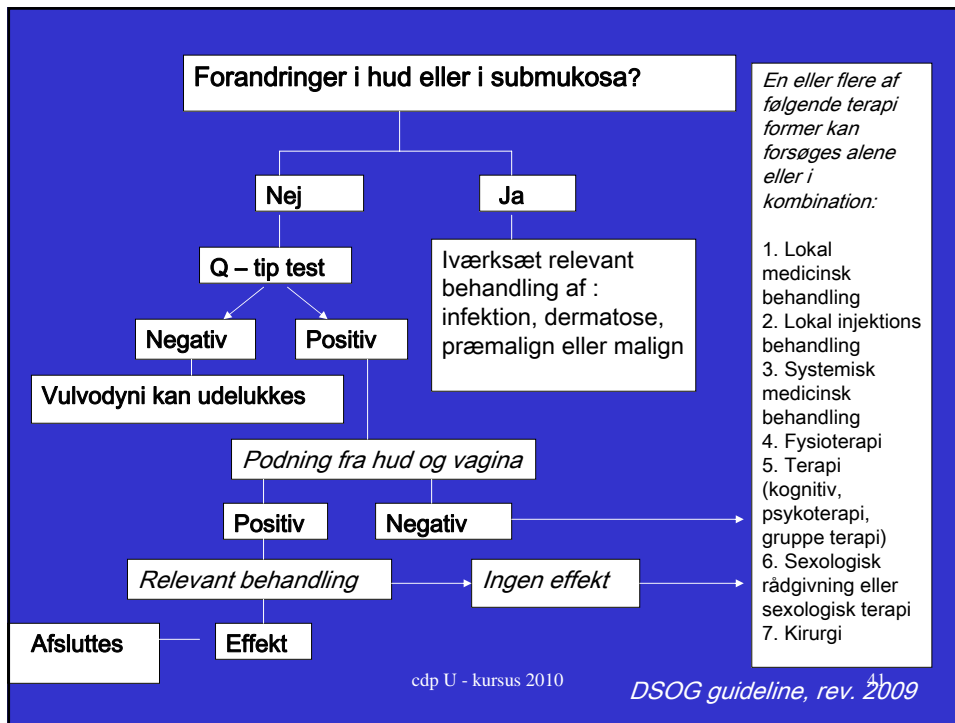 Forandringer i hud eller i submukosa?
Nej
Ja
Q – tip test
Iværksæt relevant
behandling af :
infektion, dermatose,
præmalign eller malign
Negativ
Positiv
Vulvodyni kan udelukkes
Podning fra hud og vagina
Positiv
Negativ
Relevant behandling
Ingen effekt
Afsluttes
Effekt
En eller flere af
følgende terapi
former kan
forsøges alene
eller i
kombination:
1. Lokal
medicinsk
behandling
2. Lokal injektions
behandling
3. Systemisk
medicinsk
behandling
4. Fysioterapi
5. Terapi
(kognitiv,
psykoterapi,
gruppe terapi)
6. Sexologisk
rådgivning eller
sexologisk terapi
7. Kirurgi
cdp U - kursus 2010
41
DSOG guideline, rev. 2009